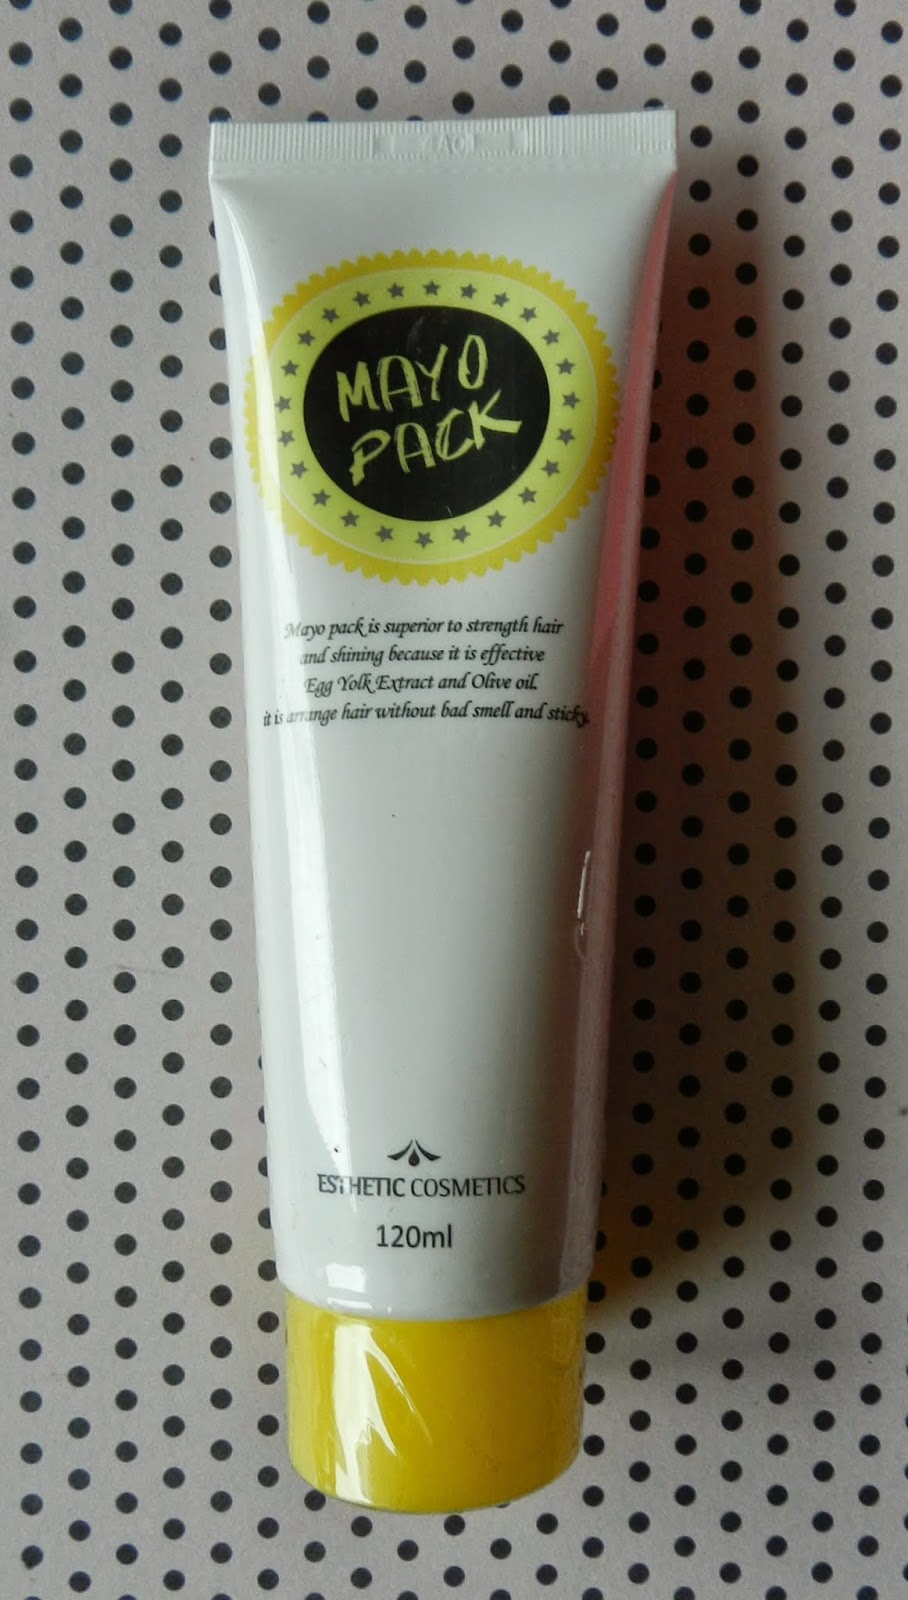 MAYO
PACK
Mayo pack is superior to strength hair
and shining because it is effective
Egg Yolk Extract and Olive oil.
it is arrange hair without bad smell and sticky.
ESTHETIC COSMETICS
120ml